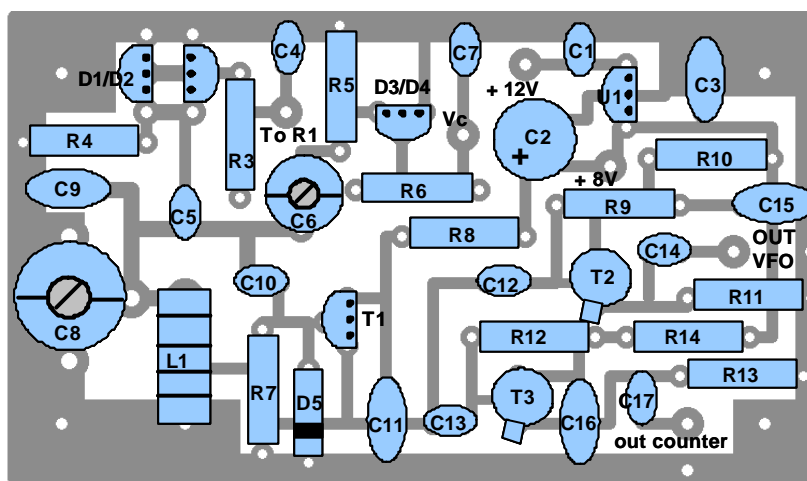 C4
C7
C1
D1/D2
R5
D3/D4
C3
+ 12V
U1
Vc
C2
+
R4
To R1
R3
R10
+ 8V
C9
R6
R9
C15
C5
C6
R8
OUT
VFO
C14
T2
C10
C12
R11
C8
T1
R12
R14
L1
R13
R7
D5
T3
C17
C11
C13
C16
out counter